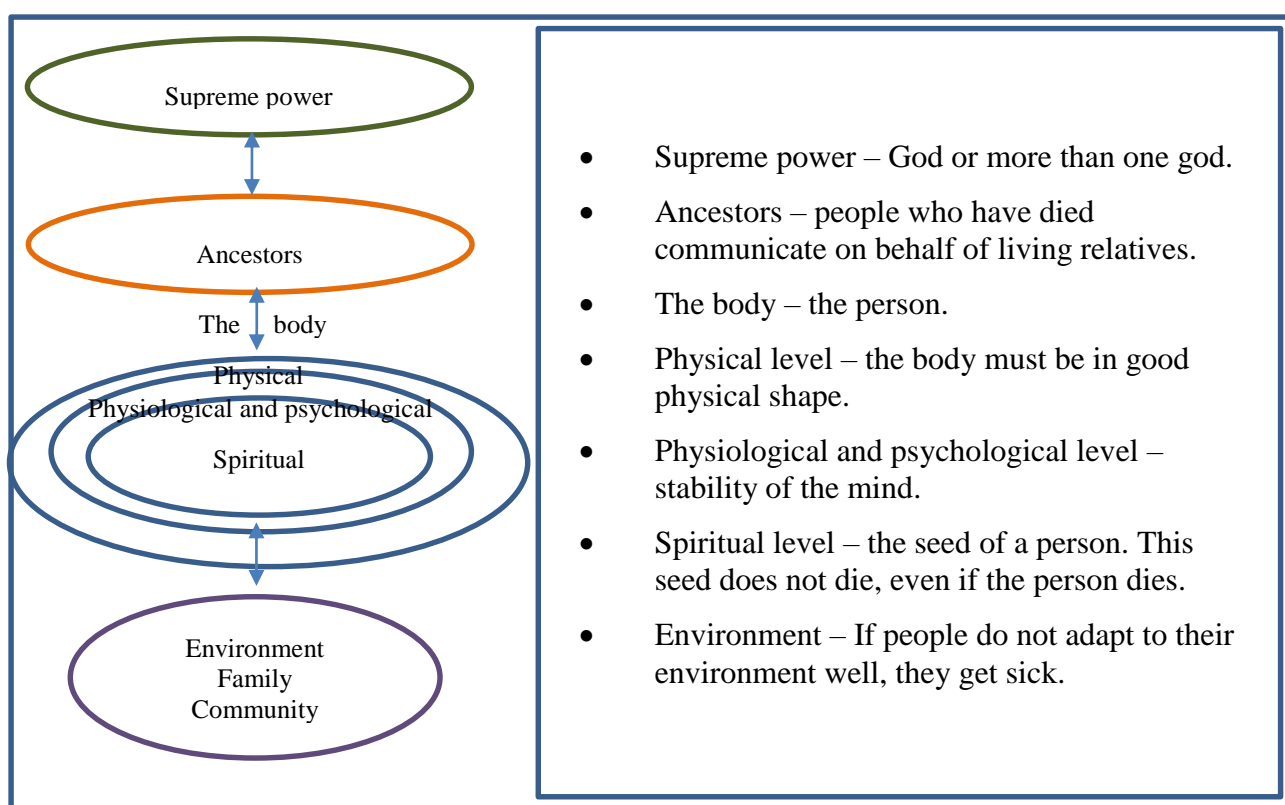 Supreme power
Ancestors
The body
Physical
Physiological and psychological
Spiritual
Environment
Family
Community
• Supreme power – God or more than one god.
• Ancestors – people who have died
communicate on behalf of living relatives.
• The body – the person.
• Physical level – the body must be in good
physical shape.
• Physiological and psychological level –
stability of the mind.
• Spiritual level – the seed of a person. This
seed does not die, even if the person dies.
• Environment – If people do not adapt to their
environment well, they get sick.